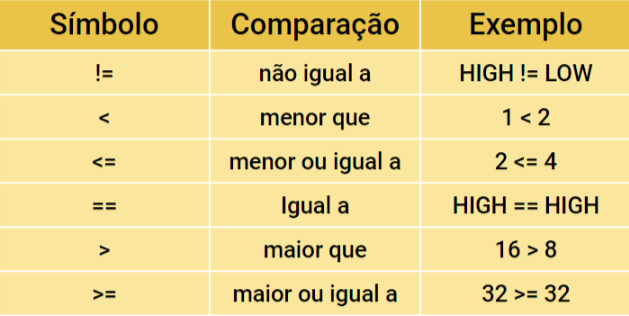 Símbolo Comparação Exemplo
!= não igual a HIGH != LOW
< menor que 1 < 2
<= menor ou igual a 2 <= 4
== Igual a HIGH == HIGH
> maior que 16 > 8
>= maior ou igual a 32 >= 32